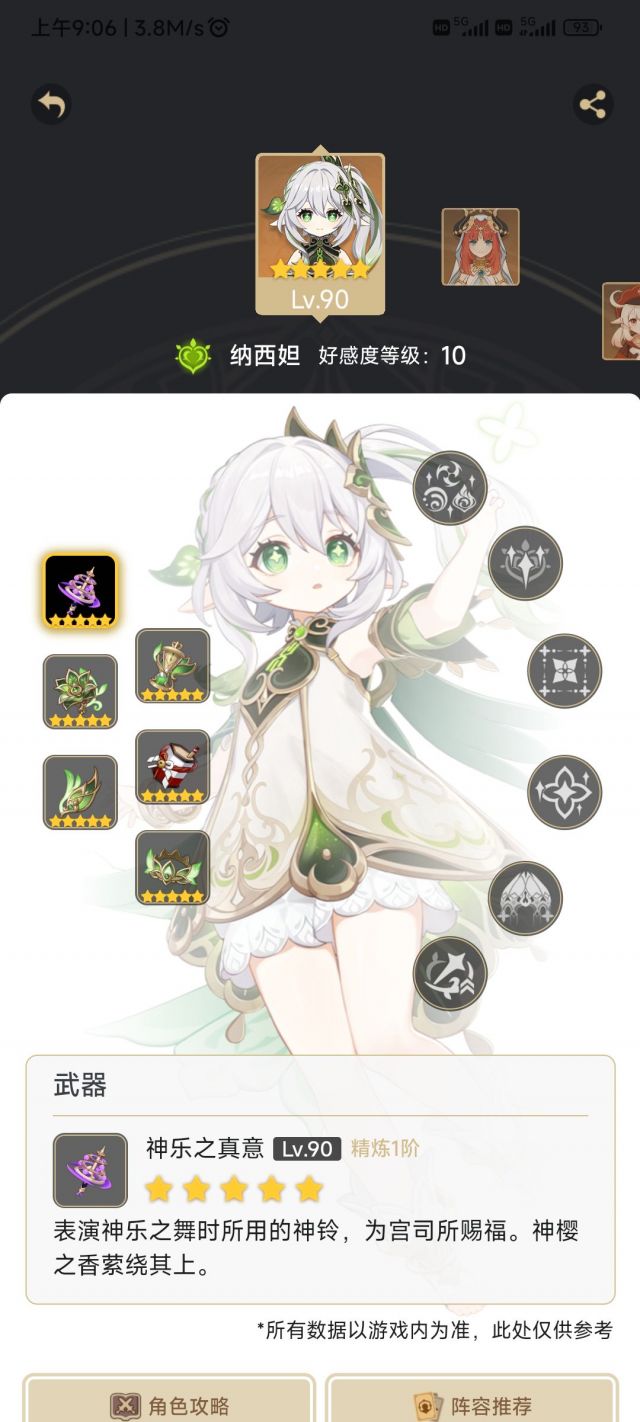 上午9:06 | 3.8M/s
HD 5G HD 5G 93
Lv.90
纳西妲 好感度等级：10
武器
神乐之真意 Lv.90 精炼1阶
表演神乐之舞时所用的神铃，为宫司所赐福。神樱
之香萦绕其上。
*所有数据以游戏内为准，此处仅供参考
角色攻略 阵容推荐